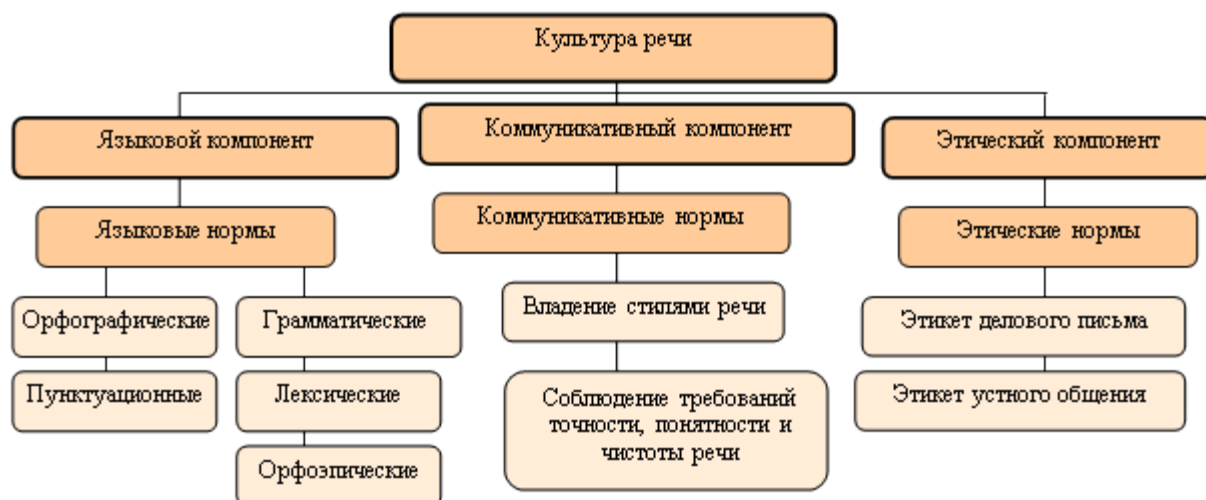 Культура речи
Языковой компонент
Коммуникативный компонент
Этический компонент
Языковые нормы
Коммуникативные нормы
Этические нормы
Орфографические
Грамматические
Владение стилями речи
Этикет делового письма
Пунктуационные
Лексические
Соблюдение требований
точности, понятности и
чистоты речи
Этикет устного общения
Орфоэпические